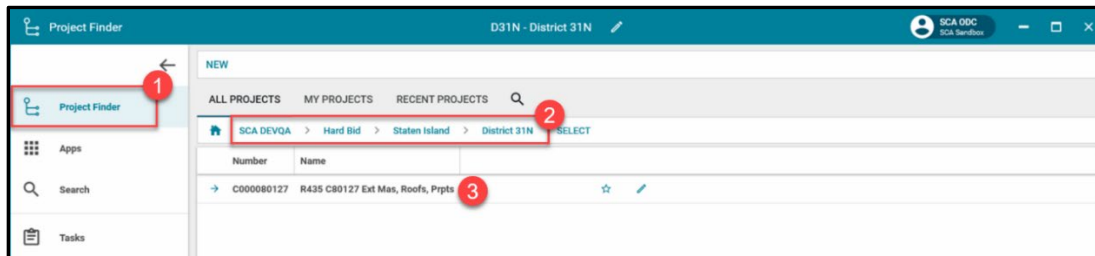 Project Finder
D31N - District 31N
SCA ODC
SCA Sandbox
NEW
1
Project Finder
ALL PROJECTS MY PROJECTS RECENT PROJECTS
2
SCA DEVQA > Hard Bid > Staten Island > District 31N SELECT
Apps
Number Name
Search
C000080127 R435 C80127 Ext Mas, Roofs, Prpts 3
Tasks